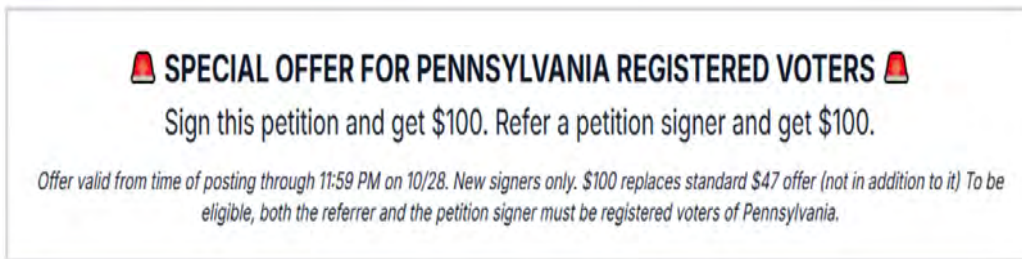 🚨 SPECIAL OFFER FOR PENNSYLVANIA REGISTERED VOTERS 🚨
Sign this petition and get $100. Refer a petition signer and get $100.
Offer valid from time of posting through 11:59 PM on 10/28. New signers only. $100 replaces standard $47 offer (not in addition to it) To be
eligible, both the referrer and the petition signer must be registered voters of Pennsylvania.